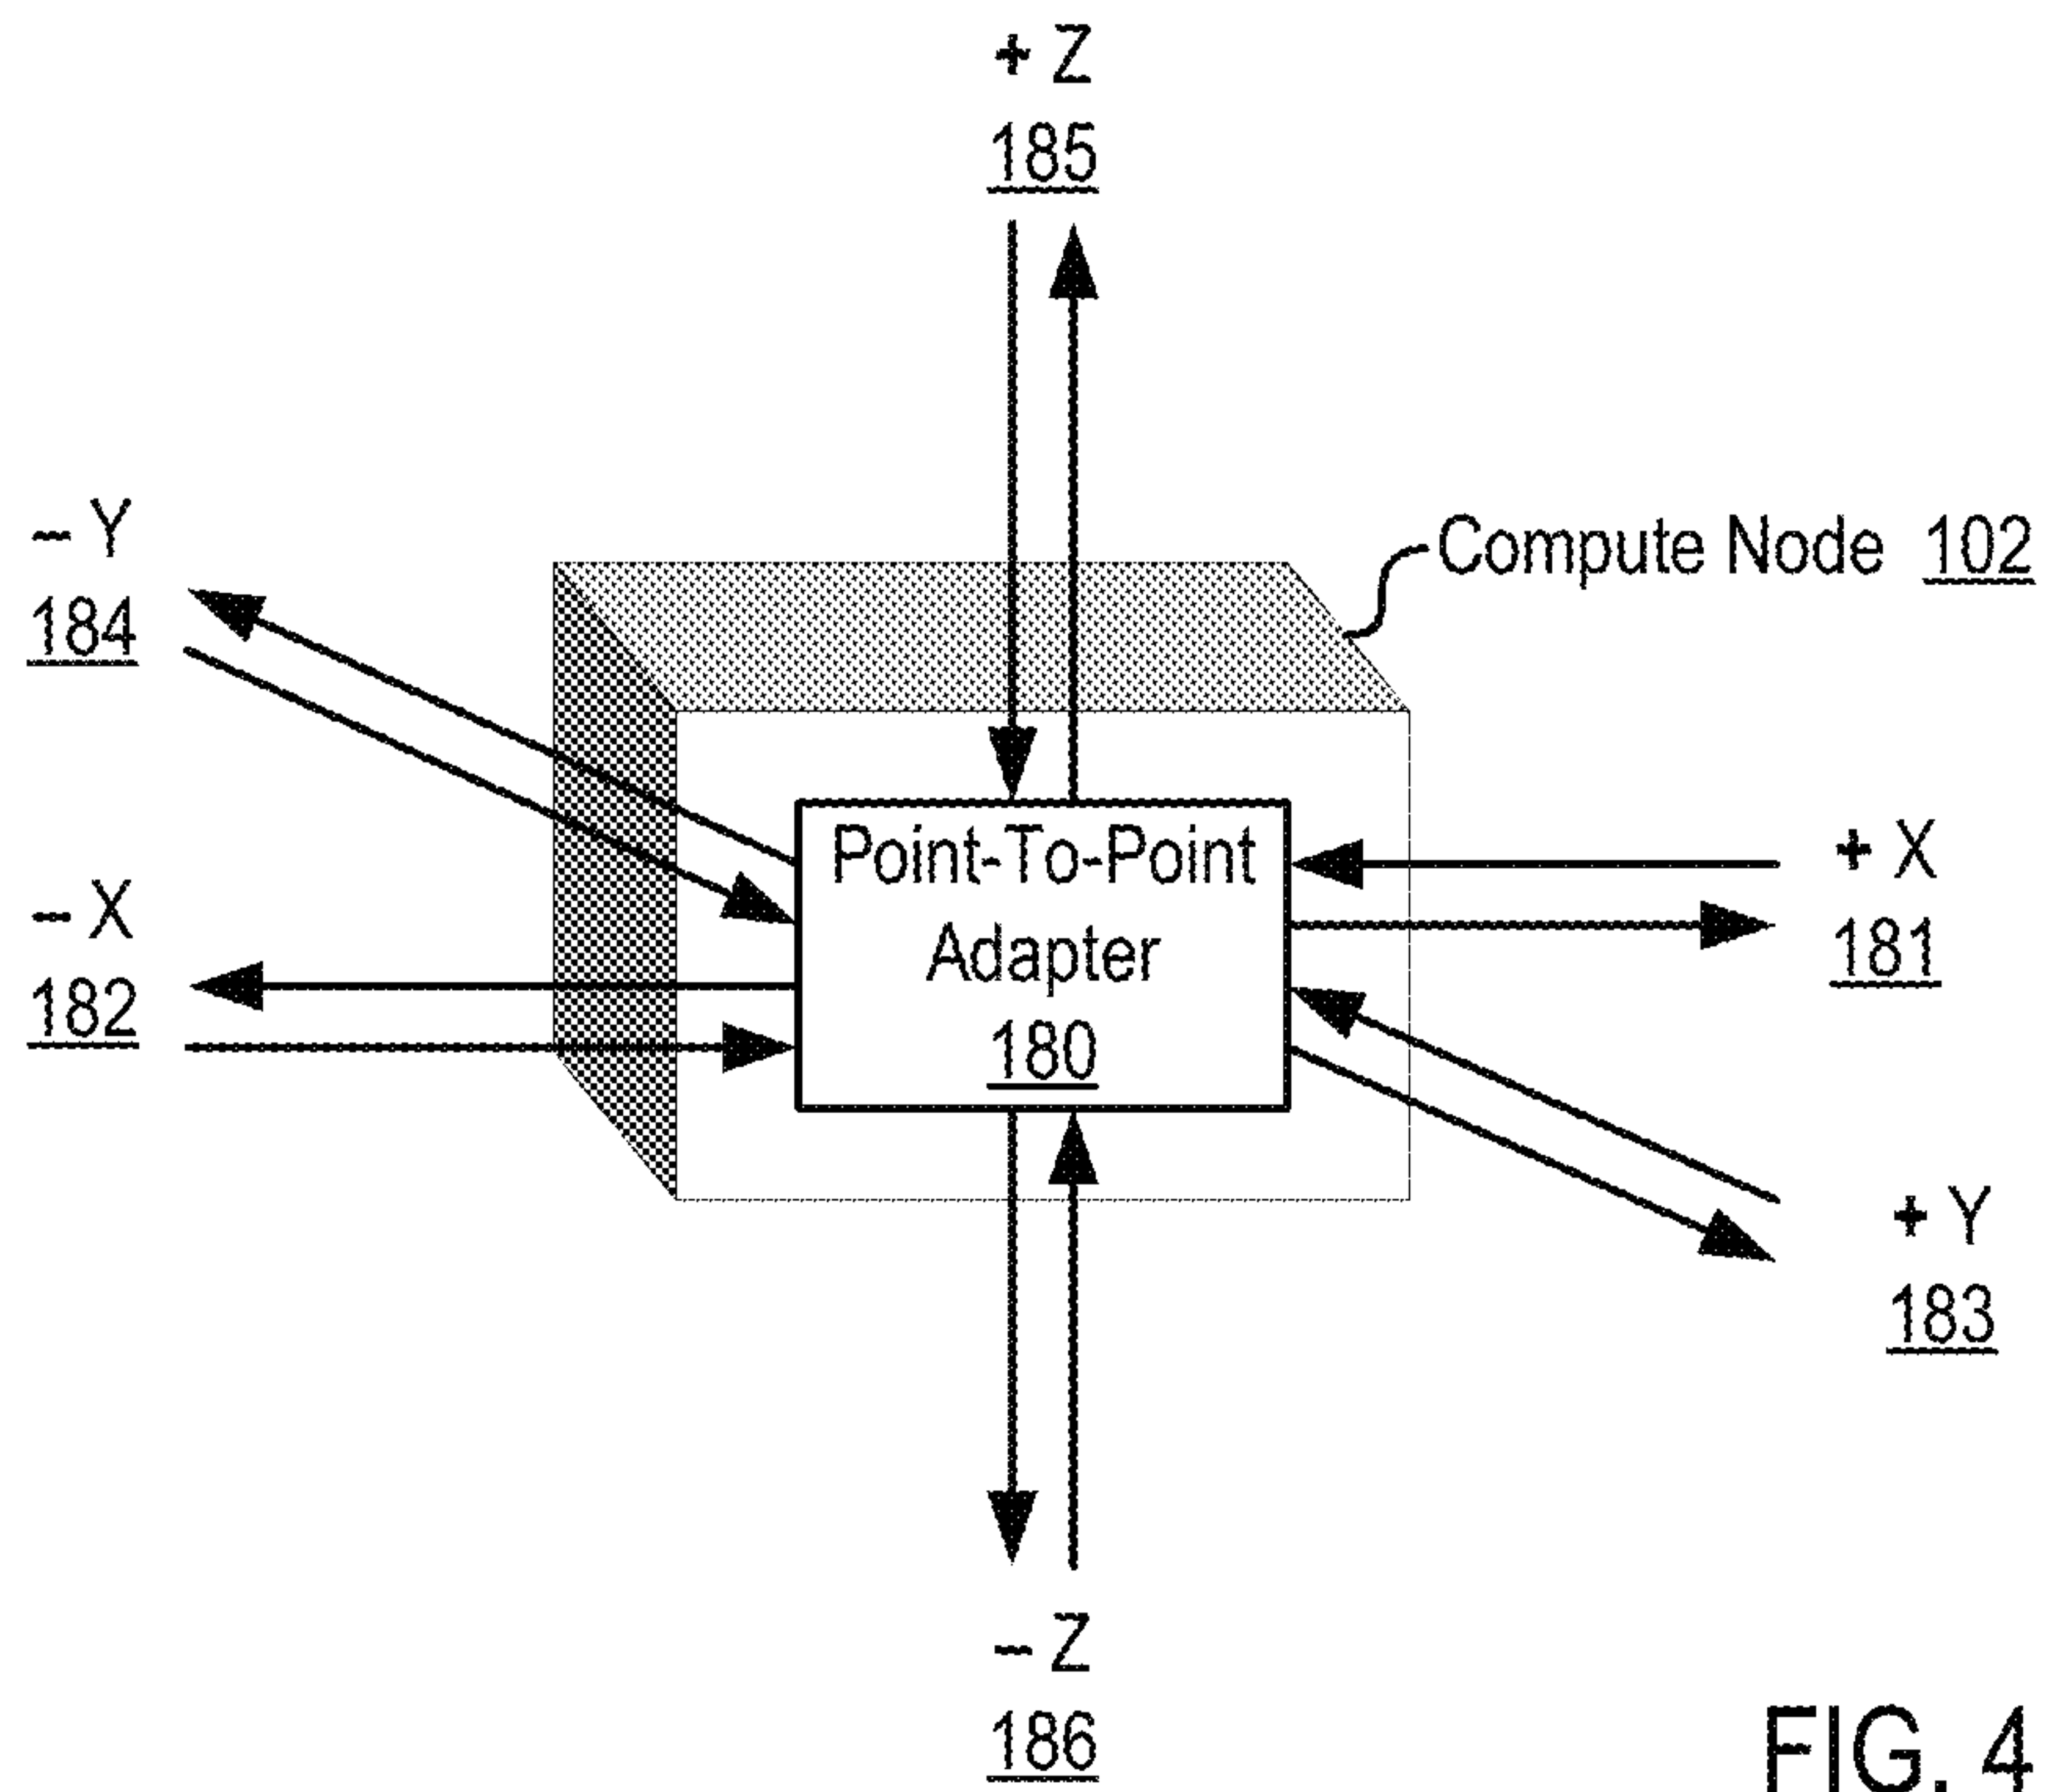 + Z
185
– Y
184
Compute Node 102
– X
182
Point-To-Point
Adapter
180
+ X
181
+ Y
183
– Z
186
FIG. 4